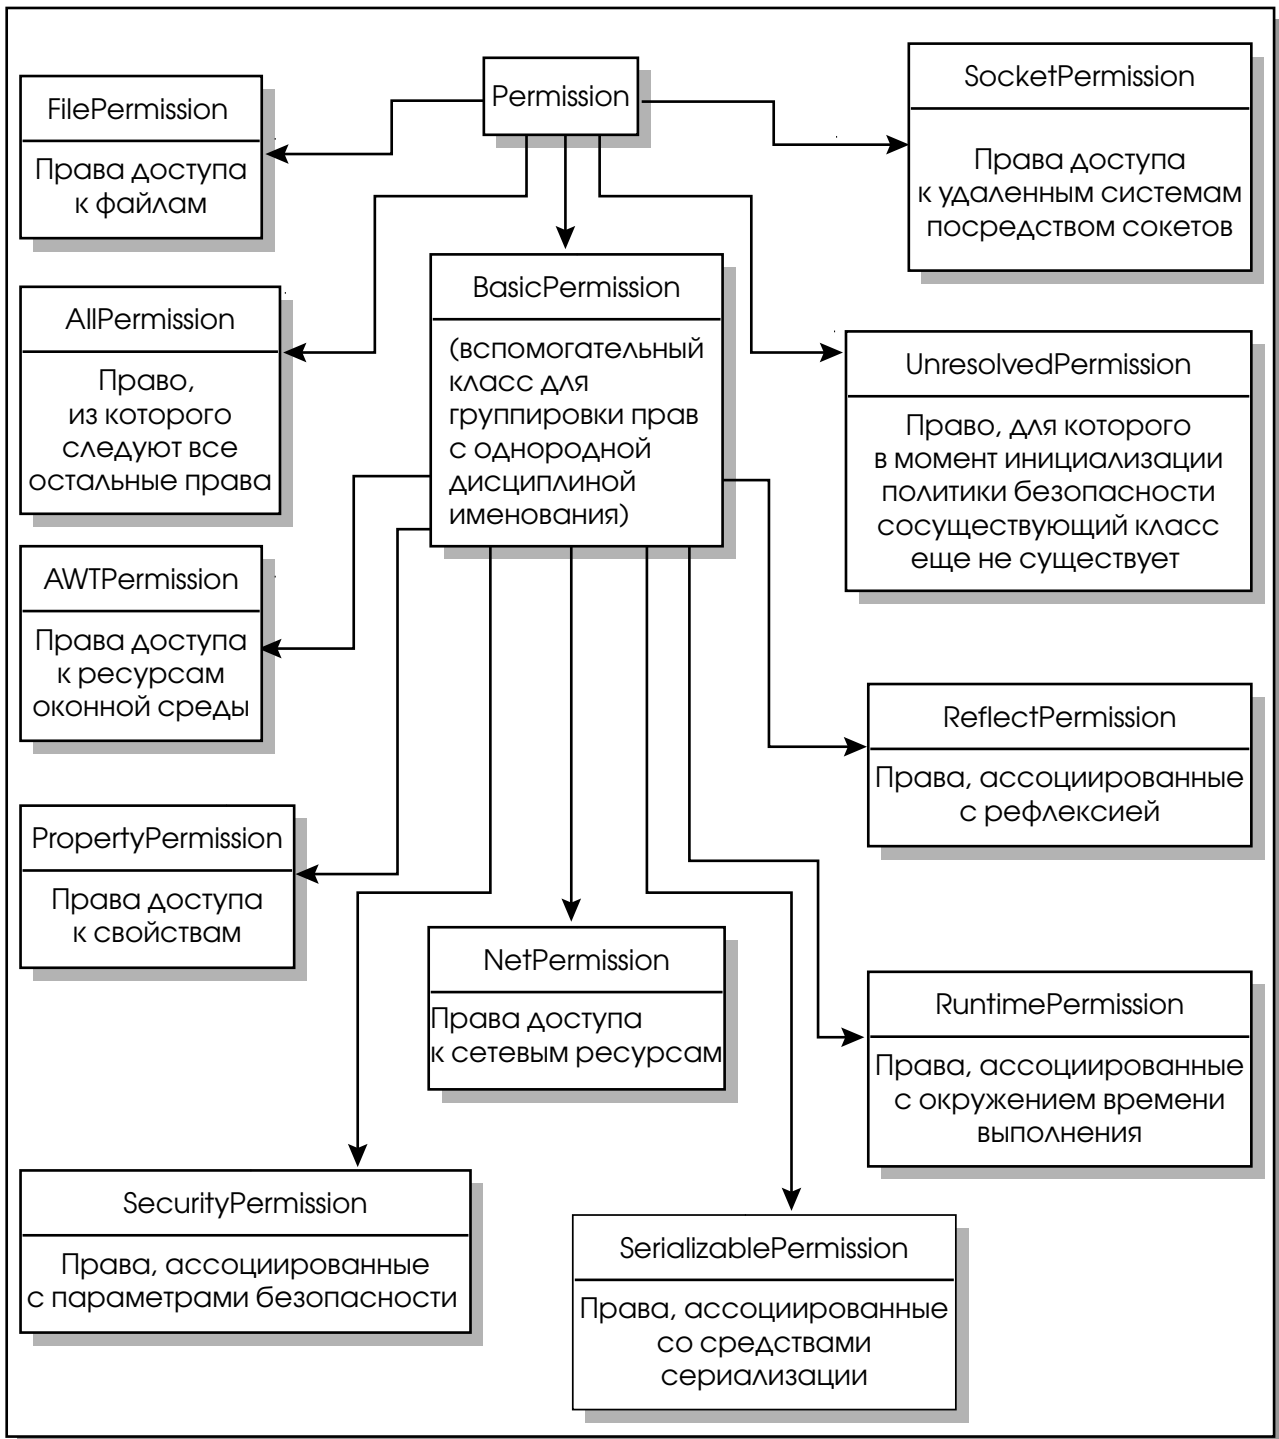 Permission
FilePermission
Права доступа
к файлам
SocketPermission
Права доступа
к удаленным системам
посредством сокетов
AllPermission
Право,
из которого
следуют все
остальные права
BasicPermission
(вспомогательный
класс для
группировки прав
с однородной
дисциплиной
именования)
UnresolvedPermission
Право, для которого
в момент инициализации
политики безопасности
сосуществующий класс
еще не существует
AWTPermission
Права доступа
к ресурсам
оконной среды
ReflectPermission
Права, ассоциированные
с рефлексией
PropertyPermission
Права доступа
к свойствам
NetPermission
Права доступа
к сетевым ресурсам
RuntimePermission
Права, ассоциированные
с окружением времени
выполнения
SecurityPermission
Права, ассоциированные
с параметрами безопасности
SerializablePermission
Права, ассоциированные
со средствами
сериализации